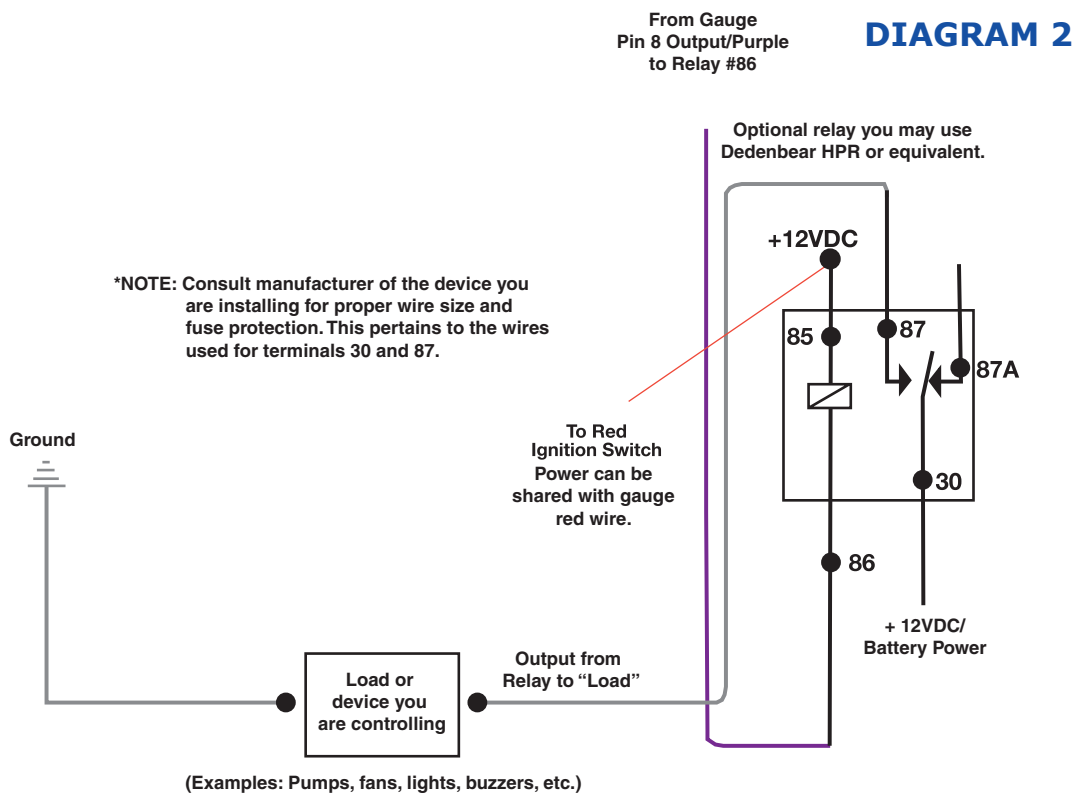 From Gauge
Pin 8 Output/Purple
to Relay #86
DIAGRAM 2
Optional relay you may use
Dedenbear HPR or equivalent.
+12VDC
*NOTE: Consult manufacturer of the device you
are installing for proper wire size and
fuse protection. This pertains to the wires
used for terminals 30 and 87.
85
87
87A
To Red
Ignition Switch
Power can be
shared with gauge
red wire.
30
Ground
86
+ 12VDC/
Battery Power
Load or
device you
are controlling
Output from
Relay to “Load”
(Examples: Pumps, fans, lights, buzzers, etc.)